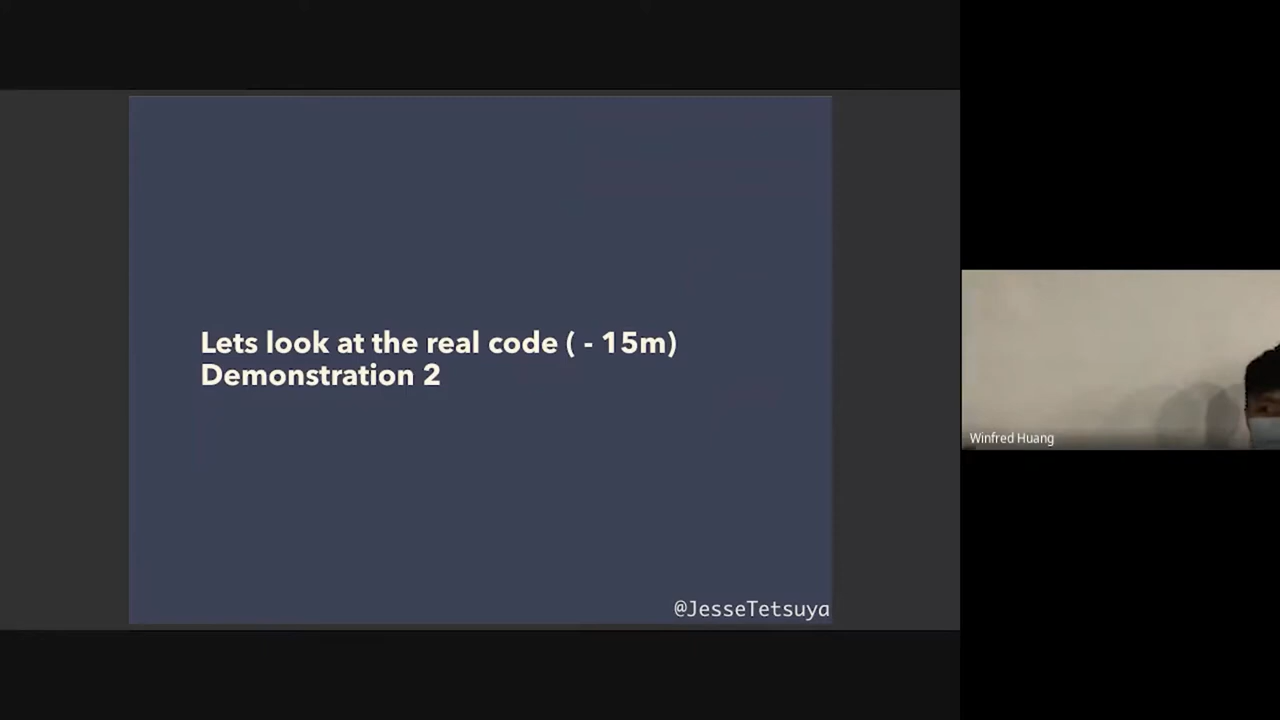 Lets look at the real code ( - 15m)
Demonstration 2
@JesseTetsuya
Winfred Huang